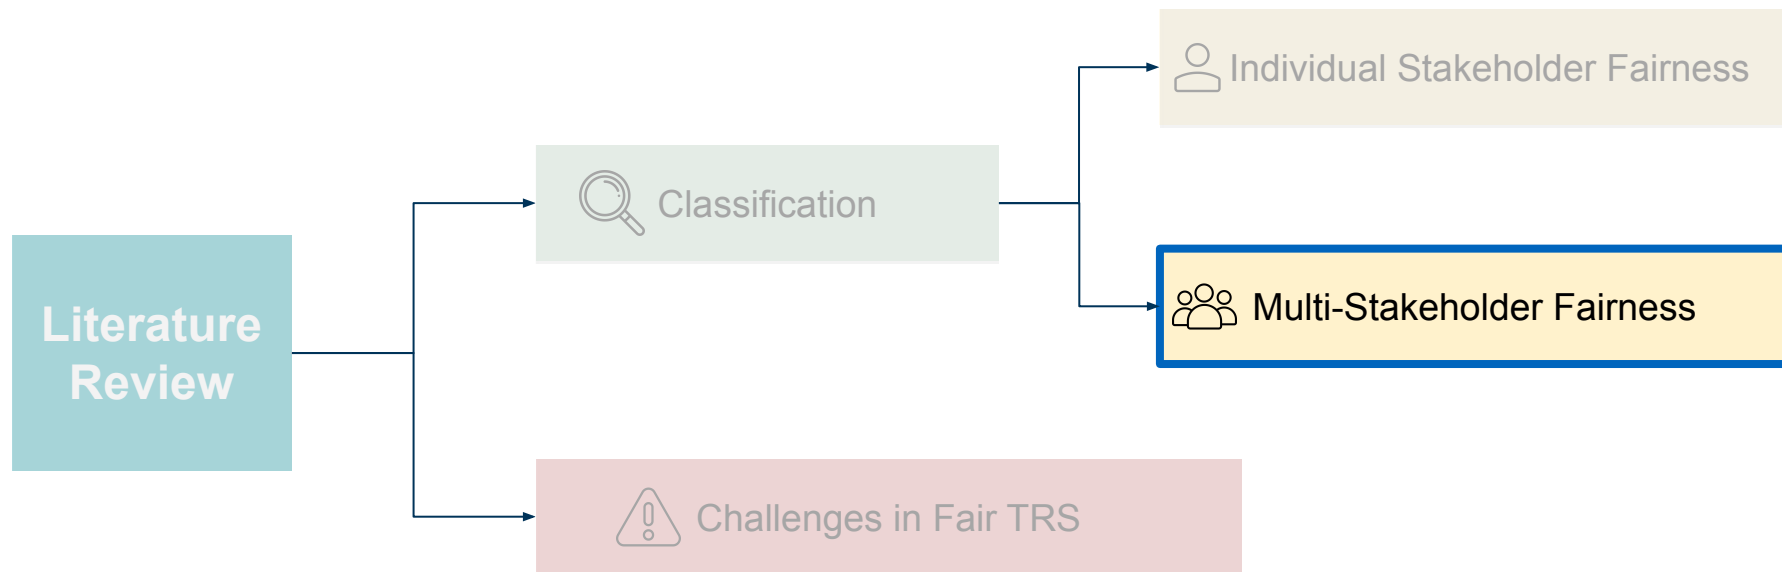 Individual Stakeholder Fairness
Classification
Literature
Review
Multi-Stakeholder Fairness
Challenges in Fair TRS